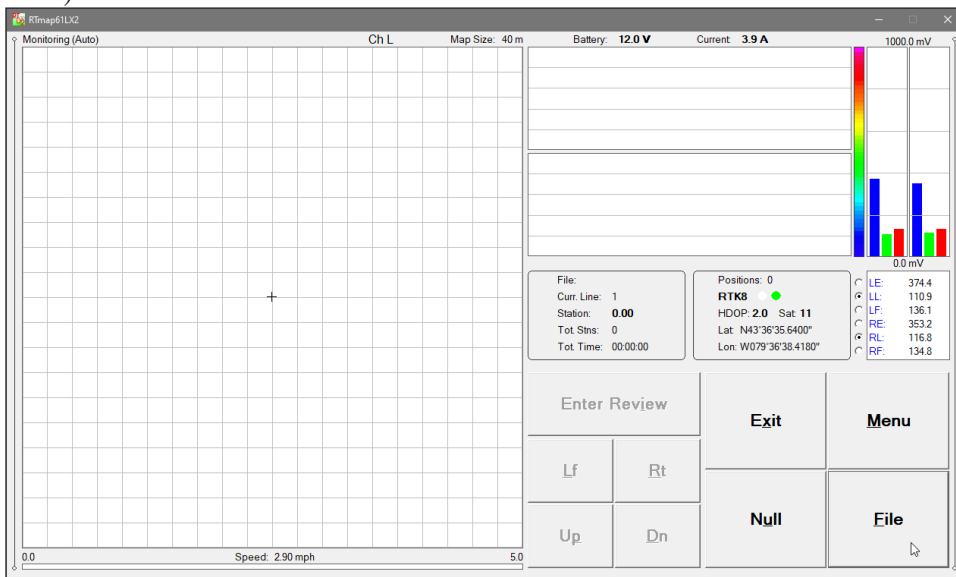 RTmap61LX2
Monitoring (Auto) Ch L Map Size: 40 m Battery: 12.0 V Current: 3.9 A 1000.0 mV
0.0 mV
File:
Curr. Line: 1
Station: 0.00
Tot. Stns: 0
Tot. Time: 00:00:00
Positions: 0
RTK8
HDOP: 2.0 Sat: 11
Lat: N43°36'35.6400"
Lon: W079°36'38.4180"
LE: 374.4
LL: 110.9
LF: 136.1
RE: 353.2
RL: 116.8
RF: 134.8
Enter Review
Exit
Menu
Lf
Rt
Up
Dn
Null
File
0.0 Speed: 2.90 mph 5.0